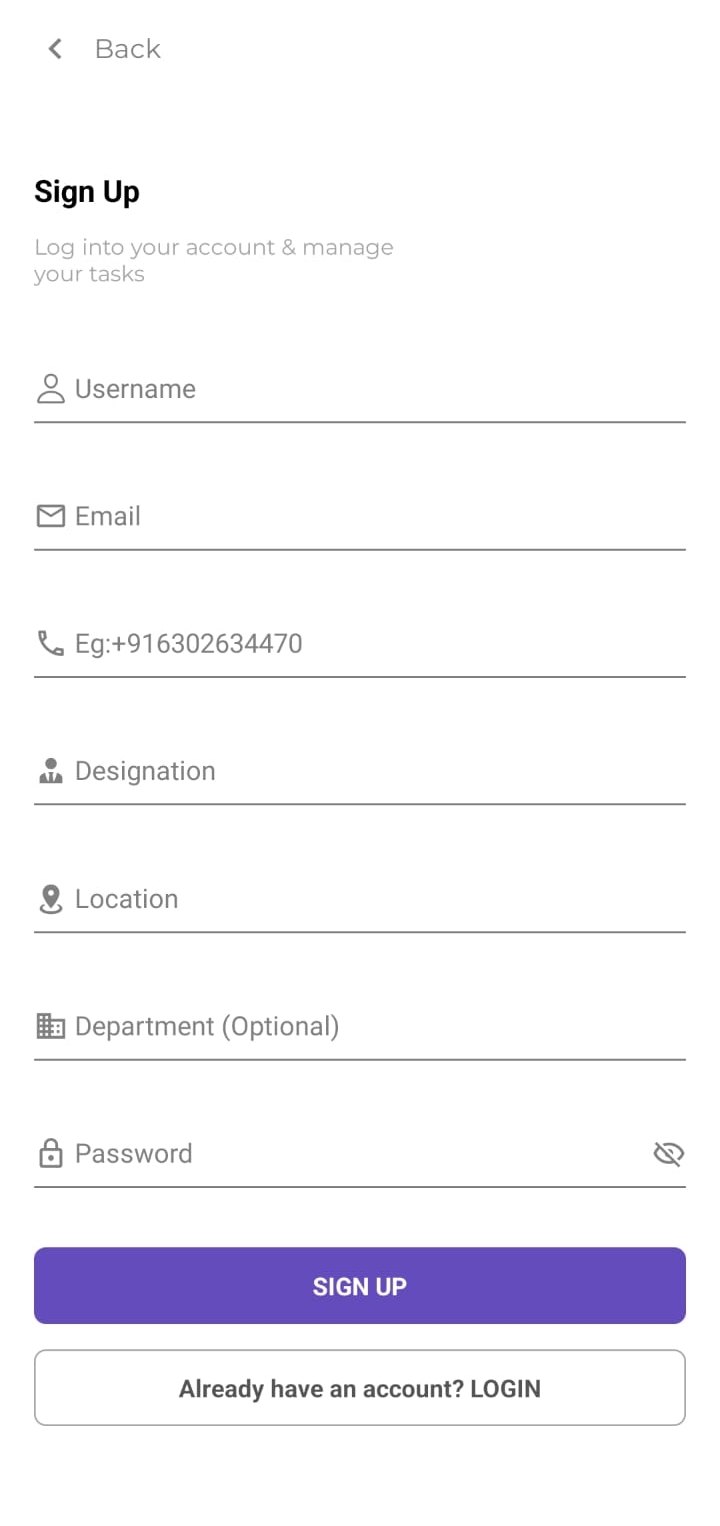 Back
Sign Up
Log into your account & manage
your tasks
Username
Email
Eg:+916302634470
Designation
Location
Department (Optional)
Password
SIGN UP
Already have an account? LOGIN